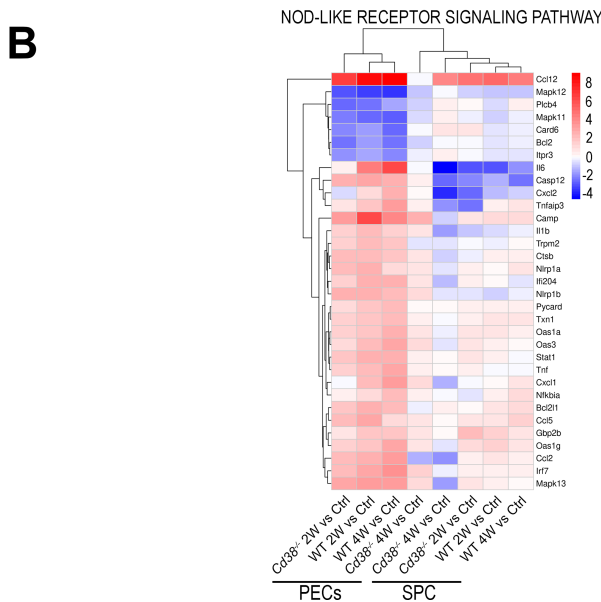 NOD-LIKE RECEPTOR SIGNALING PATHWAY
B
Ccl12
Mapk12
Plcb4
Mapk11
Card6
Bcl2
Itpr3
Il6
Casp12
Cxcl2
Tnfaip3
Camp
Il1b
Trpm2
Ctsb
Nlrp1a
Ifi204
Nlrp1b
Pycard
Txn1
Oas1a
Oas3
Stat1
Tnf
Cxcl1
Nfkbia
Bcl2l1
Ccl5
Gbp2b
Oas1g
Ccl2
Irf7
Mapk13
8
6
4
2
0
-2
-4
Cd38-/- 2W vs Ctrl
WT 2W vs Ctrl
WT 4W vs Ctrl
Cd38-/- 4W vs Ctrl
Cd38-/- 4W vs Ctrl
Cd38-/- 2W vs Ctrl
WT 2W vs Ctrl
WT 4W vs Ctrl
PECs
SPC